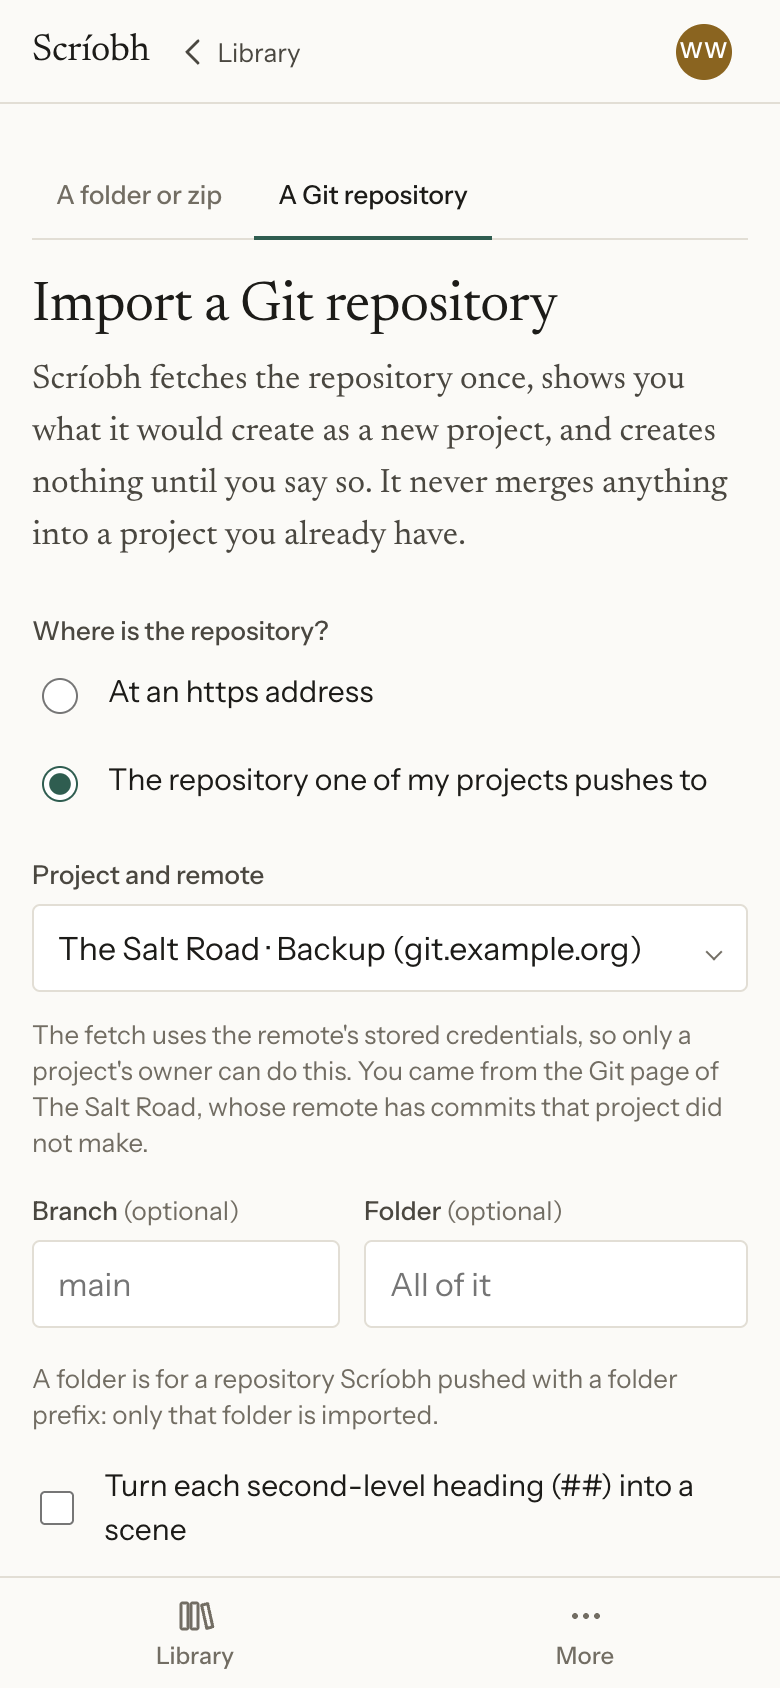 Scríobh
Library
WW
A folder or zip
A Git repository
Import a Git repository
Scríobh fetches the repository once, shows you
what it would create as a new project, and creates
nothing until you say so. It never merges anything
into a project you already have.
Where is the repository?
At an https address
The repository one of my projects pushes to
Project and remote
The Salt Road · Backup (git.example.org)
The fetch uses the remote's stored credentials, so only a
project's owner can do this. You came from the Git page of
The Salt Road, whose remote has commits that project did
not make.
Branch (optional)
Folder (optional)
main
All of it
A folder is for a repository Scríobh pushed with a folder
prefix: only that folder is imported.
Turn each second-level heading (##) into a
scene
Library
More